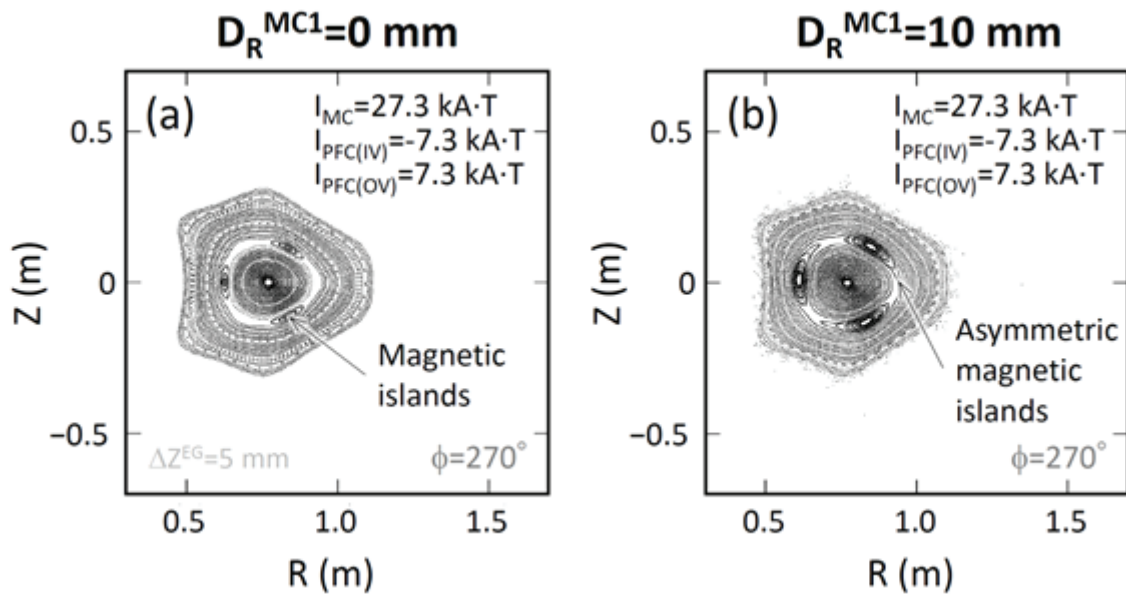 D_R^MC1=0 mm
(a)
I_MC=27.3 kA·T
I_PFC(IV)=-7.3 kA·T
I_PFC(OV)=7.3 kA·T
0.5
0
−0.5
Z (m)
Magnetic
islands
ΔZ^EG=5 mm
ϕ=270°
0.5 1.0 1.5
R (m)
D_R^MC1=10 mm
(b)
I_MC=27.3 kA·T
I_PFC(IV)=-7.3 kA·T
I_PFC(OV)=7.3 kA·T
0.5
0
−0.5
Z (m)
Asymmetric
magnetic
islands
ϕ=270°
0.5 1.0 1.5
R (m)